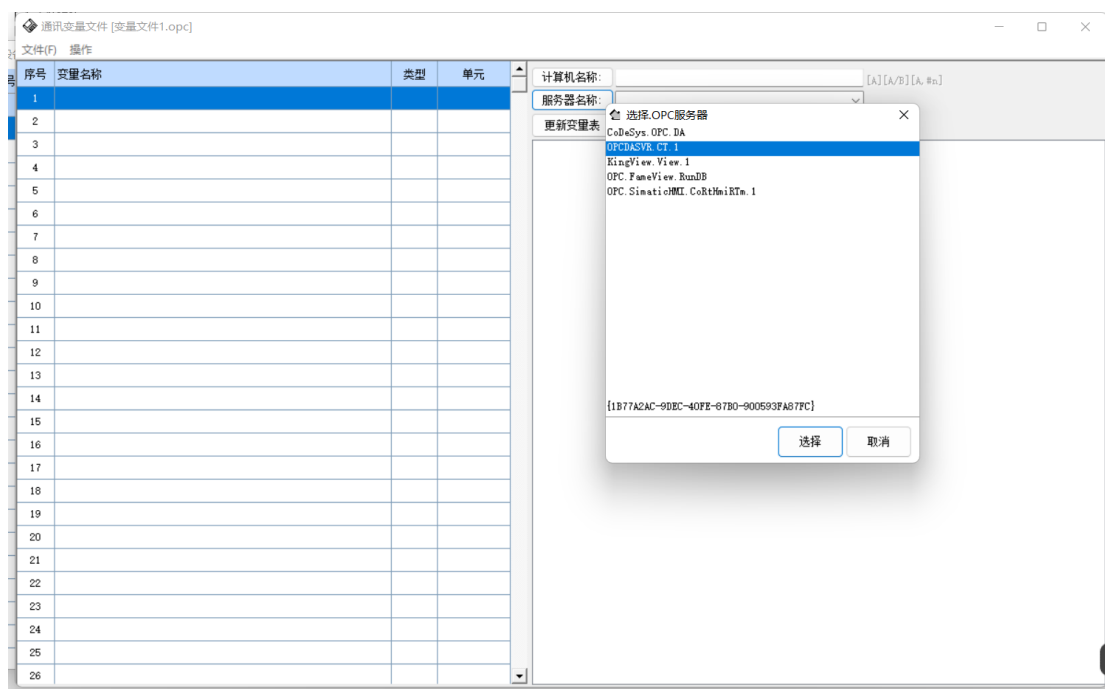 通讯变量文件 [变量文件1.opc]
文件(F) 操作
序号 变量名称 类型 单元
1
2
3
4
5
6
7
8
9
10
11
12
13
14
15
16
17
18
19
20
21
22
23
24
25
26
计算机名称: [A][A/B][A,#n]
服务器名称:
更新变量表
选择.OPC服务器
CoDeSys.OPC.DA
OPCDASVR.CT.1
KingView.View.1
OPC.FameView.RunDB
OPC.SimaticHMI.CoRtHmiRTm.1
{1B77A2AC-9DEC-40FE-87B0-900593FA87FC}
选择 取消